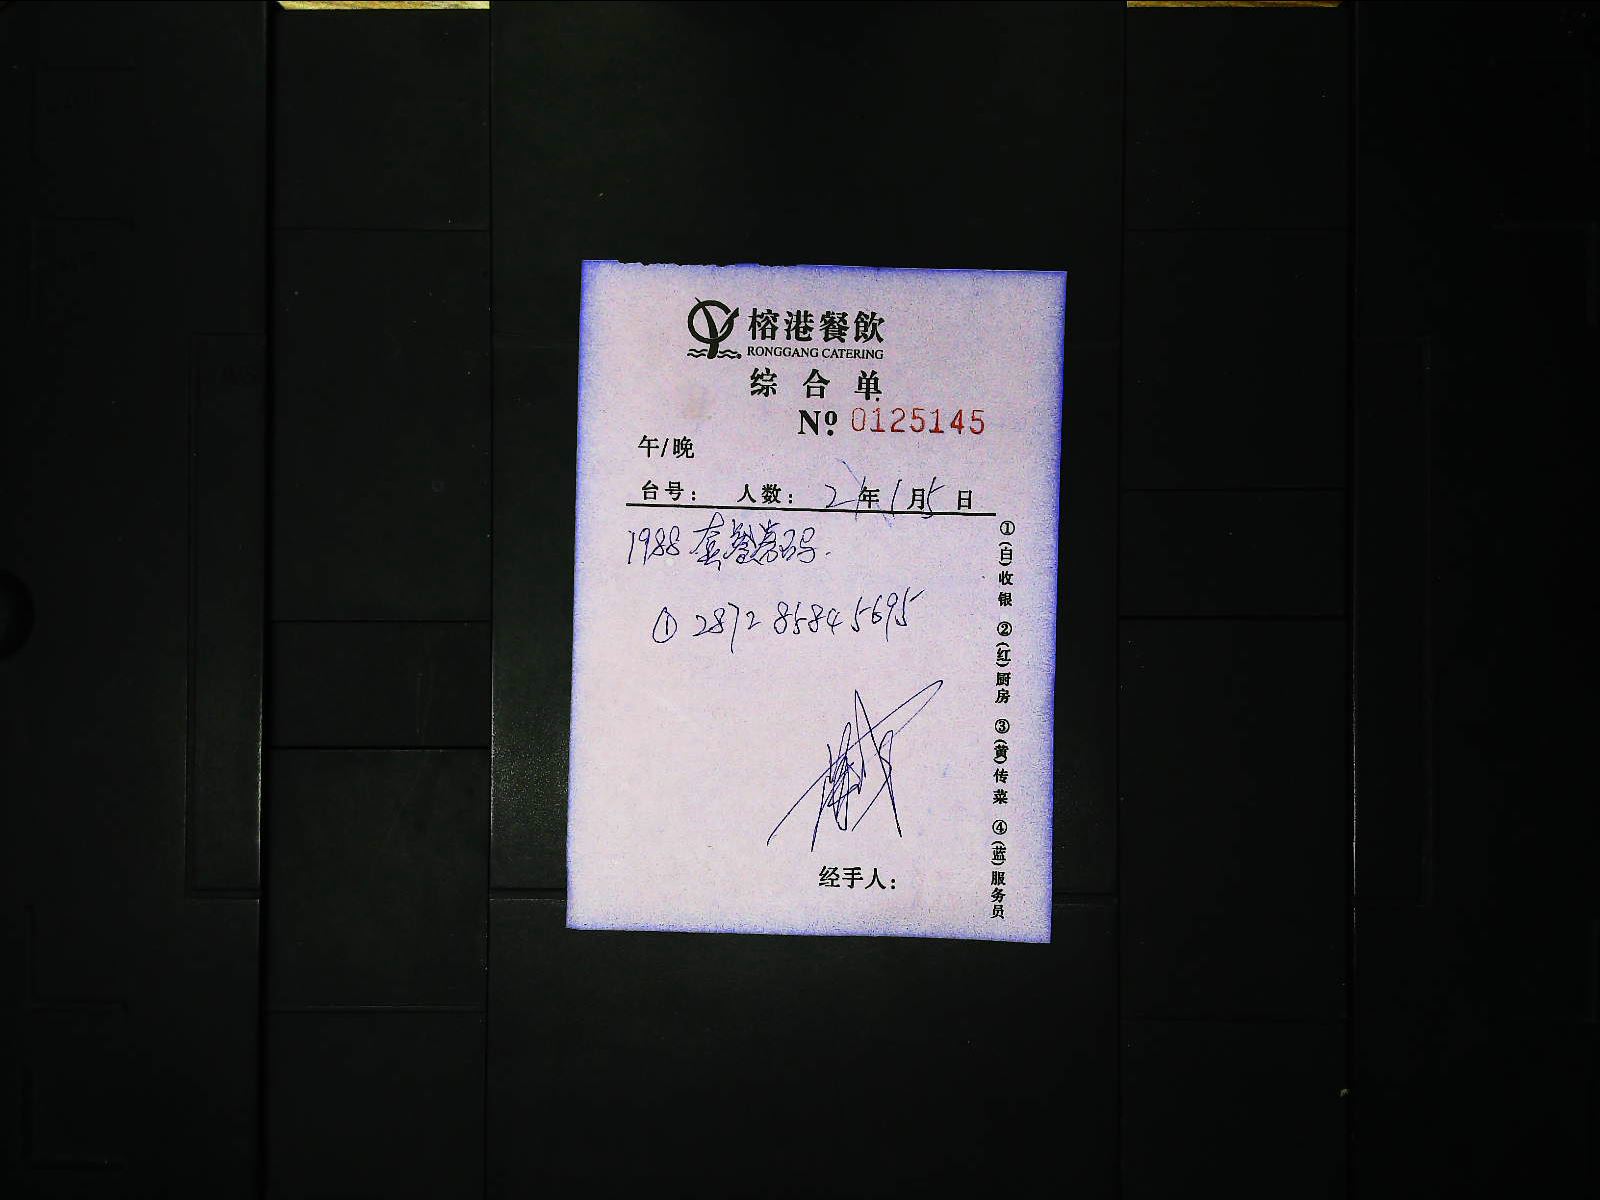 榕港餐飲
RONGGANG CATERING
综合单
Nº 0125145
午/晚
台号： 人数： 21年1月5日
1988 套餐券码.
① 2872 8584 5695
经手人：
①(白)收银 ②(红)厨房 ③(黄)传菜 ④(蓝)服务员